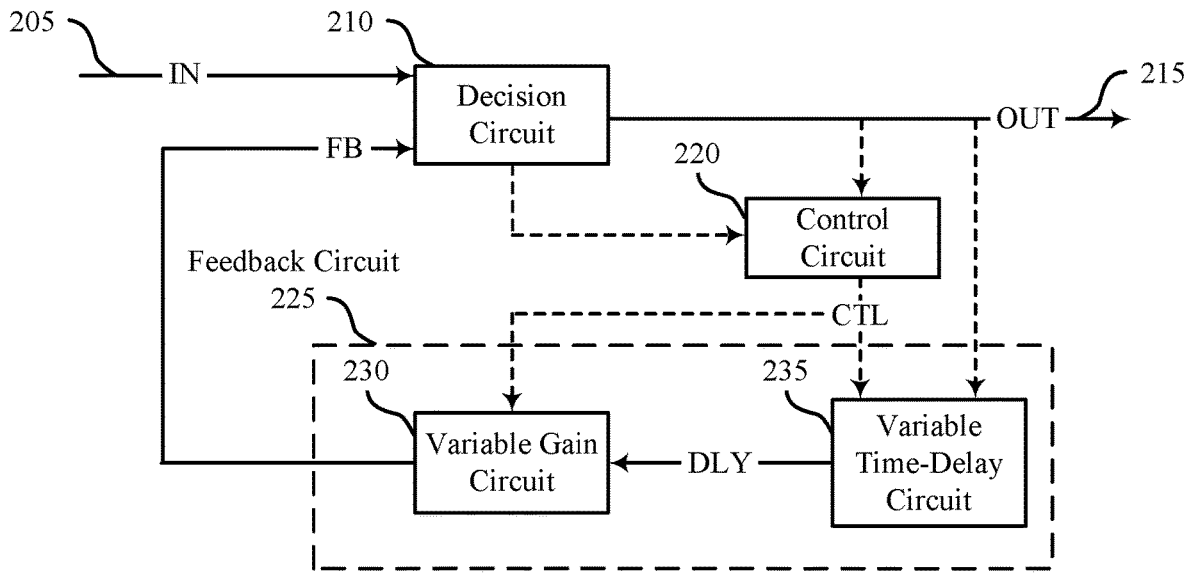 205
210
215
IN
Decision
Circuit
OUT
FB
220
Control
Circuit
Feedback Circuit
225
CTL
230
235
Variable Gain
Circuit
DLY
Variable
Time-Delay
Circuit